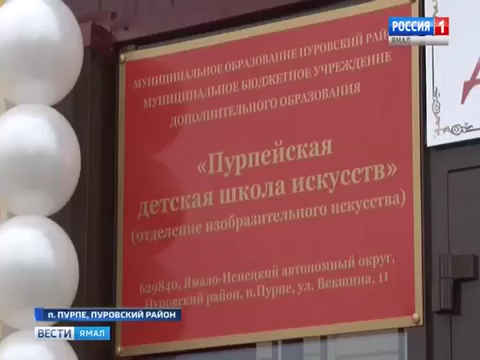 РОССИЯ 1
ЯМАЛ
МУНИЦИПАЛЬНОЕ ОБРАЗОВАНИЕ ПУРОВСКИЙ РАЙ
МУНИЦИПАЛЬНОЕ БЮДЖЕТНОЕ УЧРЕЖДЕНИЕ
ДОПОЛНИТЕЛЬНОГО ОБРАЗОВАНИЯ
«Пурпейская
детская школа искусств»
(отделение изобразительного искусства)
629840, Ямало-Ненецкий автономный округ,
Пуровский район, п.Пурпе, ул. Векшина, 11
п. ПУРПЕ, ПУРОВСКИЙ РАЙОН
ВЕСТИ ЯМАЛ